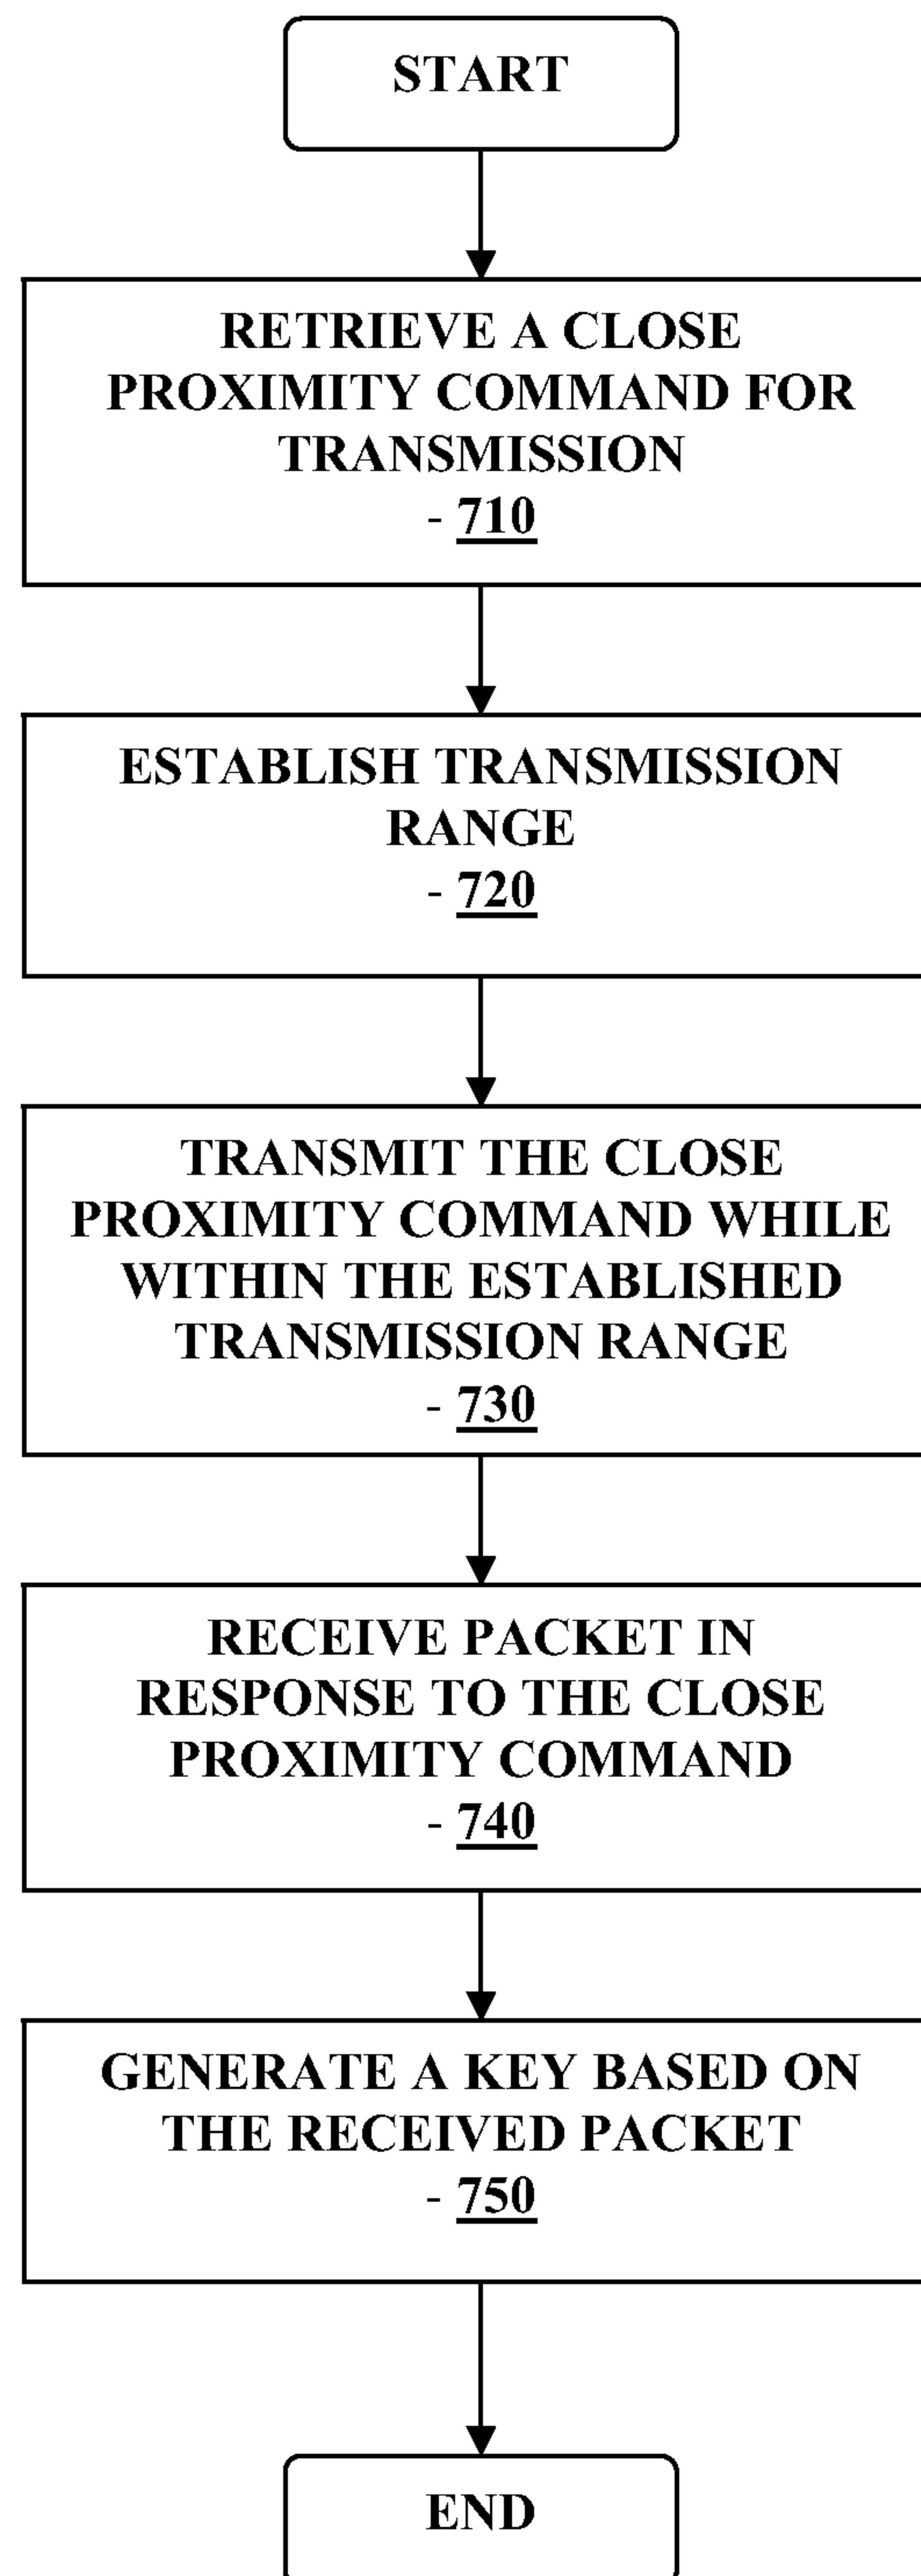 START
RETRIEVE A CLOSE
PROXIMITY COMMAND FOR
TRANSMISSION
- 710
ESTABLISH TRANSMISSION
RANGE
- 720
TRANSMIT THE CLOSE
PROXIMITY COMMAND WHILE
WITHIN THE ESTABLISHED
TRANSMISSION RANGE
- 730
RECEIVE PACKET IN
RESPONSE TO THE CLOSE
PROXIMITY COMMAND
- 740
GENERATE A KEY BASED ON
THE RECEIVED PACKET
- 750
END